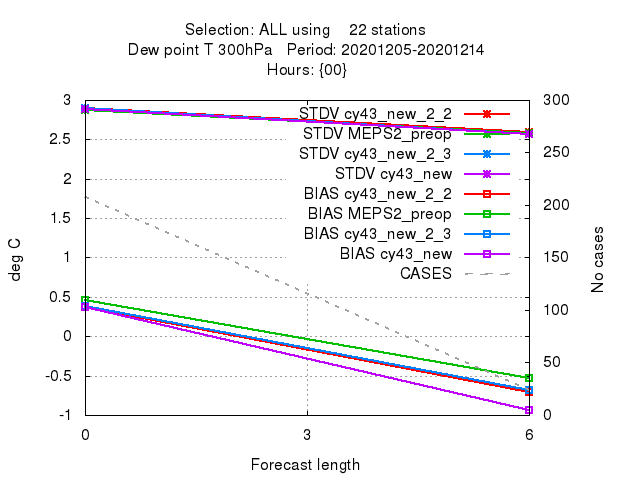 Selection: ALL using 22 stations
Dew point T 300hPa Period: 20201205-20201214
Hours: {00}
3
2.5
2
1.5
1
0.5
0
-0.5
-1
deg C
300
250
200
150
100
50
0
No cases
STDV cy43_new_2_2
STDV MEPS2_preop
STDV cy43_new_2_3
STDV cy43_new
BIAS cy43_new_2_2
BIAS MEPS2_preop
BIAS cy43_new_2_3
BIAS cy43_new
CASES
0 3 6
Forecast length